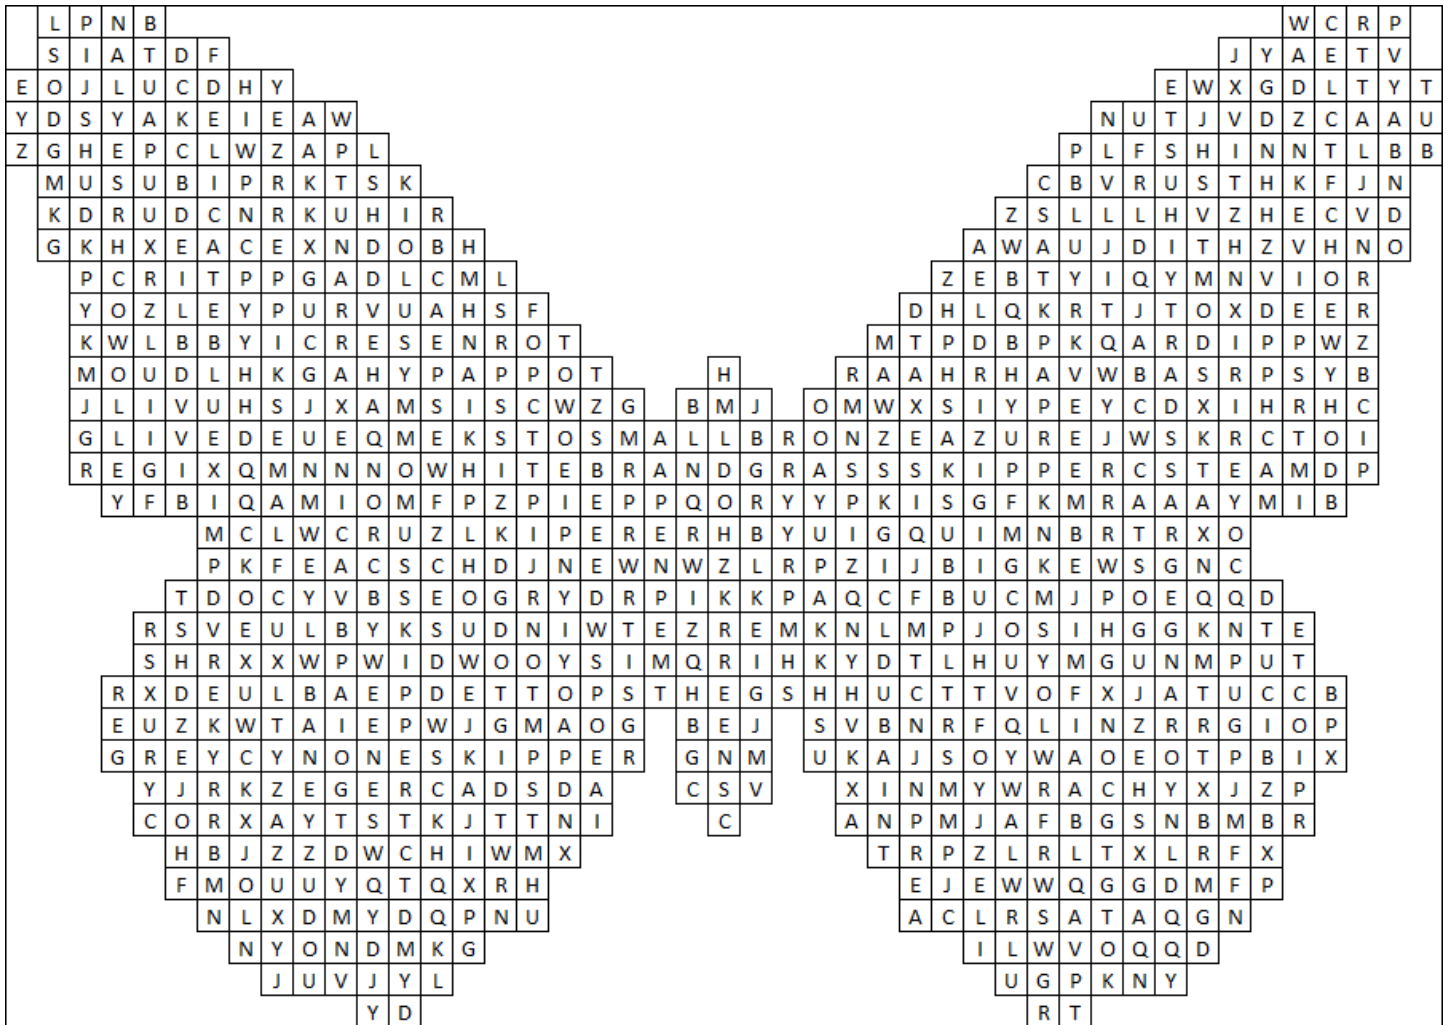 L P N B W C R P
S I A T D F J Y A E T V
E O J L U C D H Y E W X G D L T Y T
Y D S Y A K E I E A W N U T J V D Z C A A U
Z G H E P C L W Z A P L P L F S H I N N T L B B
M U S U B I P R K T S K C B V R U S T H K F J N
K D R U D C N R K U H I R Z S L L L H V Z H E C V D
G K H X E A C E X N D O B H A W A U J D I T H Z V H N O
P C R I T P P G A D L C M L Z E B T Y I Q Y M N V I O R
Y O Z L E Y P U R V U A H S F D H L Q K R T J T O X D E E R
K W L B B Y I C R E S E N R O T M T P D B P K Q A R D I P P W Z
M O U D L H K G A H Y P A P P O T H R A A H R H A V W B A S R P S Y B
J L I V U H S J X A M S I S C W Z G B M J O M W X S I Y P E Y C D X I H R H C
G L I V E D E U E Q M E K S T O S M A L L B R O N Z E A Z U R E J W S K R C T O I
R E G I X Q M N N N O W H I T E B R A N D G R A S S S K I P P E R C S T E A M D P
Y F B I Q A M I O M F P Z P I E P P Q O R Y Y P K I S G F K M R A A A Y M I B
M C L W C R U Z L K I P E R E R H B Y U I G Q U I M N B R T R X O
P K F E A C S C H D J N E W N W Z L R P Z I J B I G K E W S G N C
T D O C Y V B S E O G R Y D R P I K K P A Q C F B U C M J P O E Q Q D
R S V E U L B Y K S U D N I W T E Z R E M K N L M P J O S I H G G K N T E
S H R X X W P W I D W O O Y S I M Q R I H K Y D T L H U Y M G U N M P U T
R X D E U L B A E P D E T T O P S T H E G S H H U C T T V O F X J A T U C C B
E U Z K W T A I E P W J G M A O G B E J S V B N R F Q L I N Z R R G I O P
G R E Y C Y N O N E S K I P P E R G N M U K A J S O Y W A O E O T P B I X
Y J R K Z E G E R C A D S D A C S V X I N M Y W R A C H Y X J Z P
C O R X A Y T S T K J T T N I C A N P M J A F B G S N B M B R
H B J Z Z D W C H I W M X T R P Z L R L T X L R F X
F M O U U Y Q T Q X R H E J E W W Q G G D M F P
N L X D M Y D Q P N U A C L R S A T A Q G N
N Y O N D M K G I L W V O Q Q D
J U V J Y L U G P K N Y
Y D R T